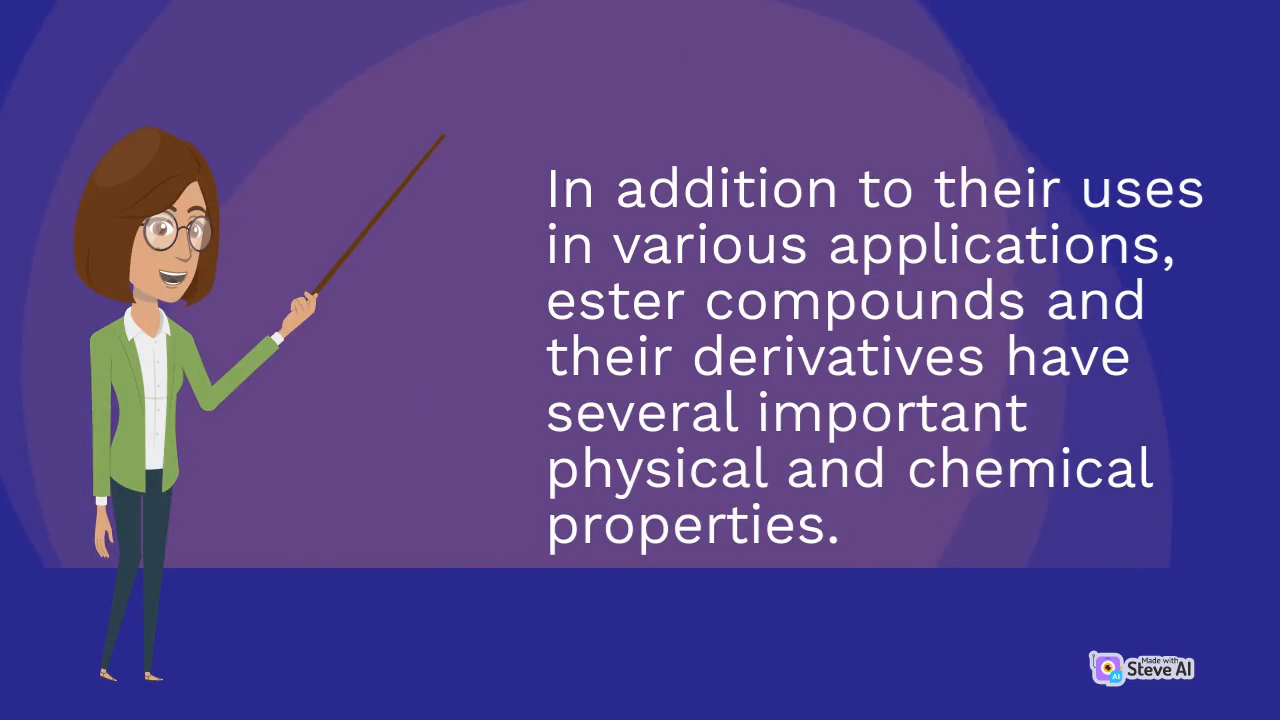 In addition to their uses
in various applications,
ester compounds and
their derivatives have
several important
physical and chemical
properties.
Made with
Steve AI
AI